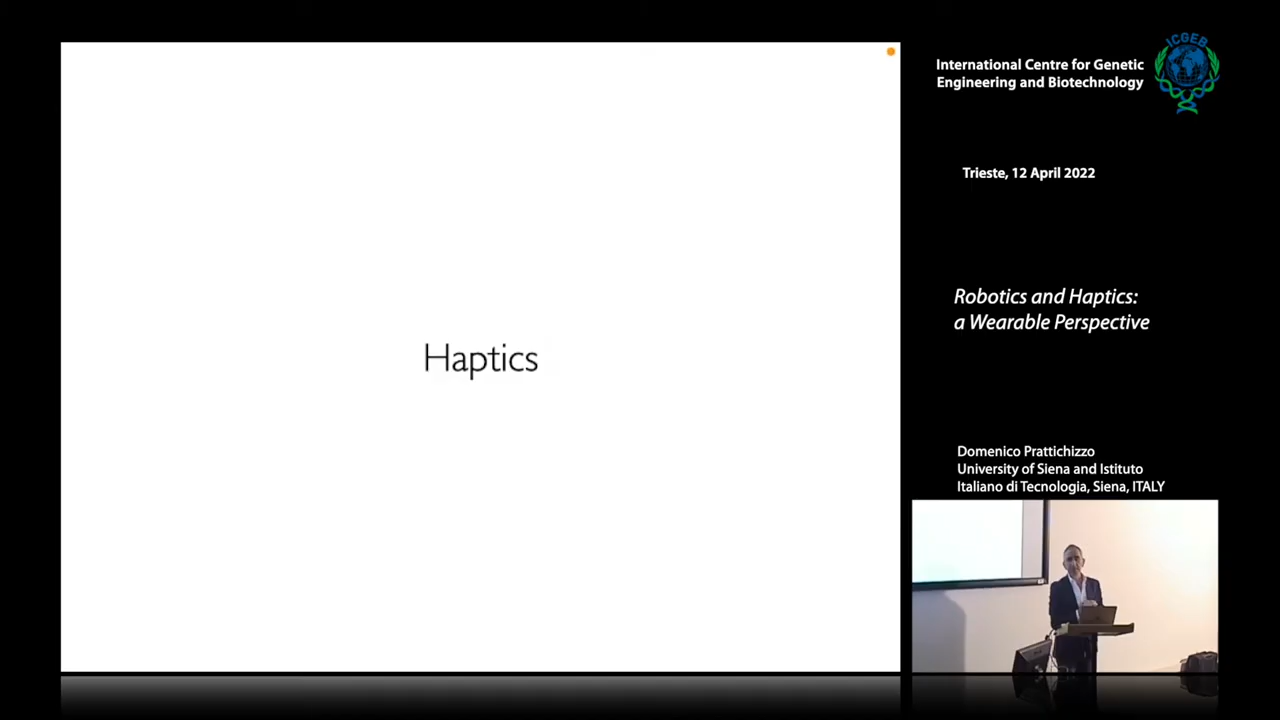 Haptics
ICGEB
International Centre for Genetic
Engineering and Biotechnology
Trieste, 12 April 2022
Robotics and Haptics:
a Wearable Perspective
Domenico Prattichizzo
University of Siena and Istituto
Italiano di Tecnologia, Siena, ITALY